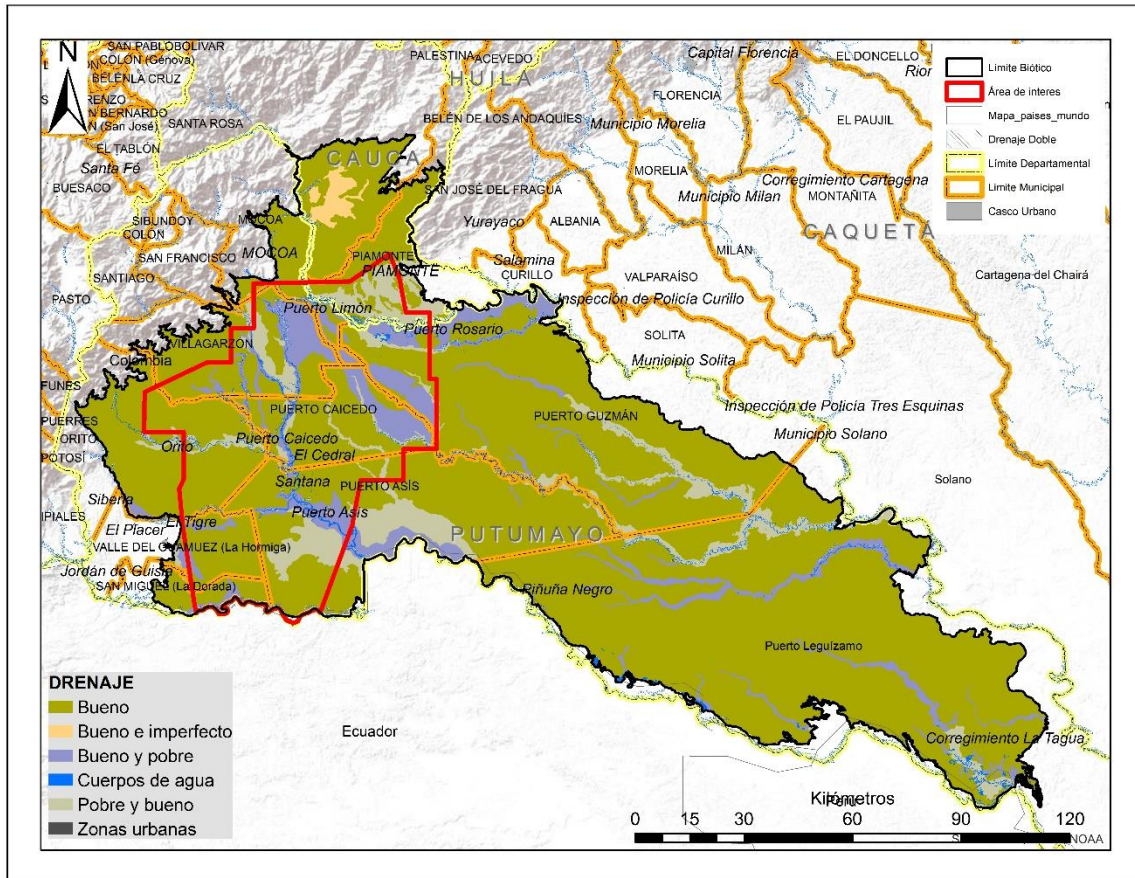 N
SAN PABLO
BOLIVAR
COLÓN (Génova)
BELÉN
LA CRUZ
SAN BERNARDO
(San José)
SANTA ROSA
EL TABLÓN
Santa Fé
BUESACO
SIBUNDOY
COLÓN
SAN FRANCISCO
SANTIAGO
PASTO
MOCOA
MOCOA
CAUCA
PALESTINA
ACEVEDO
HUILA
BELÉN DE LOS ANDAQUÍES
SAN JOSÉ DEL FRAGUA
Capital Florencia
EL DONCELLO
FLORENCIA
EL PAUJIL
Municipio Morelia
MORELIA
Corregimiento Cartagena
Municipio Milan
MONTAÑITA
Yurayaco
ALBANIA
CAQUETÁ
MILÁN
Salamina
CURILLO
VALPARAÍSO
Cartagena del Chairá
Inspección de Policía Curillo
SOLITA
Municipio Solita
PIAMONTE
PIAMONTE
Puerto Limón
Puerto Rosario
VILLAGARZÓN
Colombia
FUNES
PUERRES
ORITO
POTOSÍ
Orito
PUERTO CAICEDO
Puerto Caicedo
El Cedral
PUERTO GUZMÁN
Inspección de Policía Tres Esquinas
Municipio Solano
Solano
Santana
PUERTO ASÍS
Puerto Asís
Siberia
IPIALES
El Placer
El Tigre
VALLE DEL GUAMUEZ (La Hormiga)
Jordán de Guisía
SAN MIGUEL (La Dorada)
PUTUMAYO
Piñuña Negro
Puerto Leguízamo
Corregimiento La Tagua
Ecuador
Perú
Límite Biótico
Área de interes
Mapa_paises_mundo
Drenaje Doble
Límite Departamental
Limite Municipal
Casco Urbano
DRENAJE
Bueno
Bueno e imperfecto
Bueno y pobre
Cuerpos de agua
Pobre y bueno
Zonas urbanas
Kilómetros
0 15 30 60 90 120
NOAA